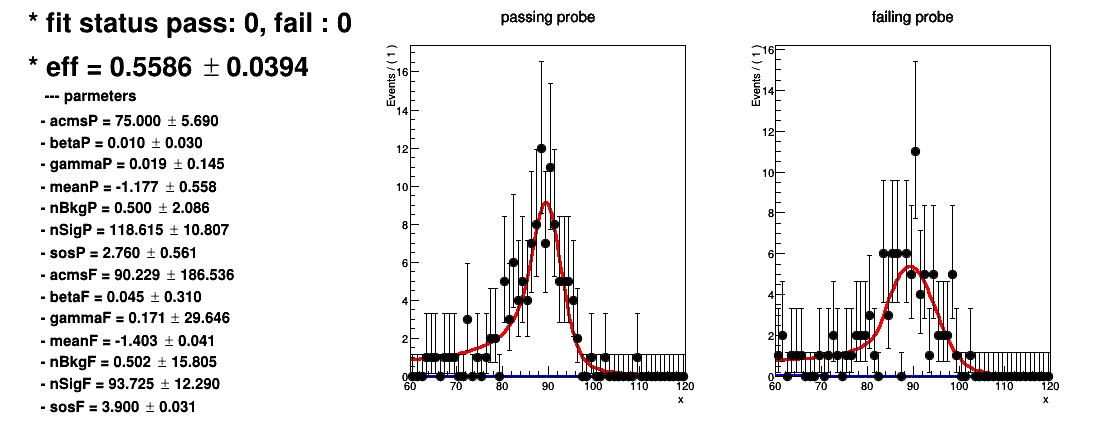 * fit status pass: 0, fail : 0
* eff = 0.5586 ± 0.0394
--- parmeters
- acmsP = 75.000 ± 5.690
- betaP = 0.010 ± 0.030
- gammaP = 0.019 ± 0.145
- meanP = -1.177 ± 0.558
- nBkgP = 0.500 ± 2.086
- nSigP = 118.615 ± 10.807
- sosP = 2.760 ± 0.561
- acmsF = 90.229 ± 186.536
- betaF = 0.045 ± 0.310
- gammaF = 0.171 ± 29.646
- meanF = -1.403 ± 0.041
- nBkgF = 0.502 ± 15.805
- nSigF = 93.725 ± 12.290
- sosF = 3.900 ± 0.031
passing probe
Events / ( 1 )
16
14
12
10
8
6
4
2
0
60 70 80 90 100 110 120
x
failing probe
Events / ( 1 )
16
14
12
10
8
6
4
2
0
60 70 80 90 100 110 120
x